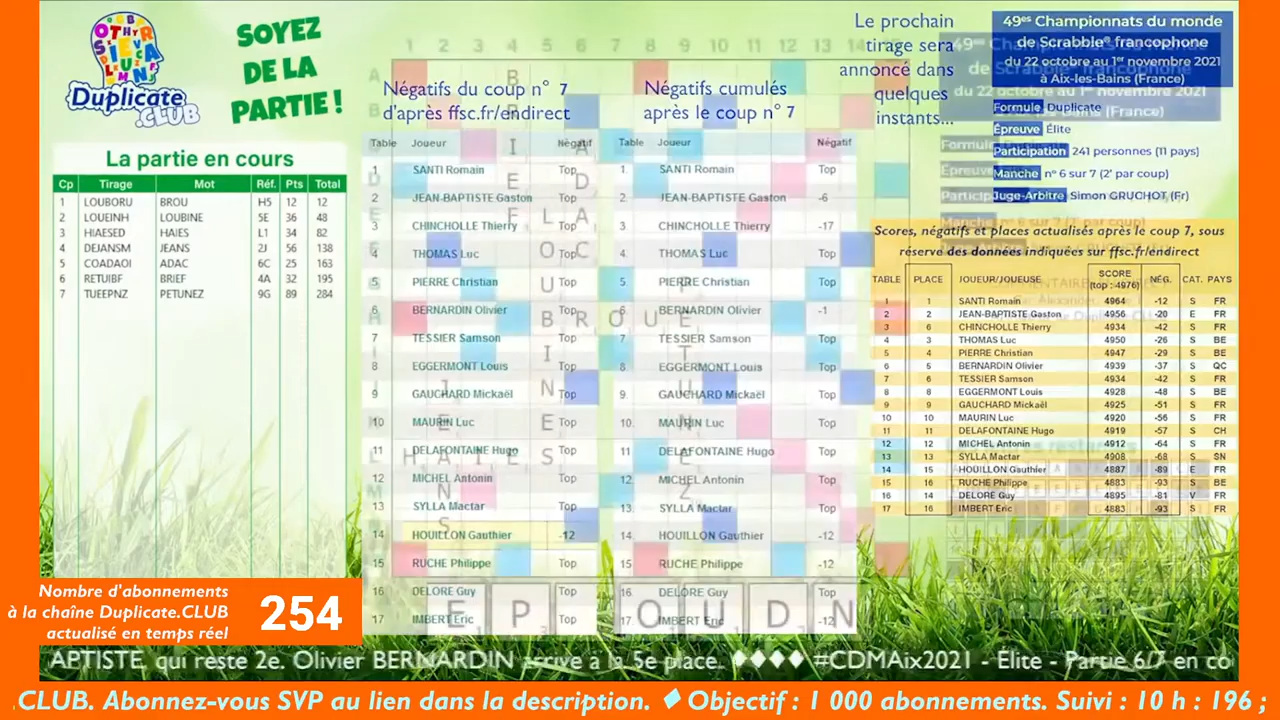 Duplicate
.CLUB
SOYEZ
DE LA
PARTIE !
La partie en cours
Cp Tirage Mot Réf. Pts Total
1 LOUBORU BROU H5 12 12
2 LOUEINH LOUBINE 5E 36 48
3 HIAESED HAIES L1 34 82
4 DEJANSM JEANS 2J 56 138
5 COADAOI ADAC 6C 25 163
6 RETUIBF BRIEF 4A 32 195
7 TUEEPNZ PETUNEZ 9G 89 284
Négatifs du coup n° 7
d'après ffsc.fr/endirect
Table Joueur Négatif
1 SANTI Romain Top
2 JEAN-BAPTISTE Gaston Top
3 CHINCHOLLE Thierry Top
4 THOMAS Luc Top
5 PIERRE Christian Top
6 BERNARDIN Olivier Top
7 TESSIER Samson Top
8 EGGERMONT Louis Top
9 GAUCHARD Mickaël Top
10 MAURIN Luc Top
11 DELAFONTAINE Hugo Top
12 MICHEL Antonin Top
13 SYLLA Mactar Top
14 HOUILLON Gauthier -12
15 RUCHE Philippe Top
16 DELORE Guy Top
17 IMBERT Eric Top
Négatifs cumulés
après le coup n° 7
Table Joueur Négatif
1. SANTI Romain Top
2. JEAN-BAPTISTE Gaston -6
3. CHINCHOLLE Thierry -17
4. THOMAS Luc Top
5. PIERRE Christian Top
6. BERNARDIN Olivier -1
7. TESSIER Samson Top
8. EGGERMONT Louis Top
9. GAUCHARD Mickaël Top
10. MAURIN Luc Top
11. DELAFONTAINE Hugo Top
12. MICHEL Antonin Top
13. SYLLA Mactar Top
14. HOUILLON Gauthier -12
15. RUCHE Philippe -12
16. DELORE Guy Top
17. IMBERT Eric -12
Le prochain
tirage sera
annoncé dans
quelques
instants...
49es Championnats du monde
de Scrabble® francophone
du 22 octobre au 1er novembre 2021
à Aix-les-Bains (France)
Formule Duplicate
Épreuve Élite
Participation 241 personnes (11 pays)
Manche n° 6 sur 7 (2' par coup)
Juge-Arbitre Simon GRUCHOT (Fr)
Scores, négatifs et places actualisés après le coup 7, sous
réserve des données indiquées sur ffsc.fr/endirect
TABLE PLACE JOUEUR/JOUEUSE SCORE (top : 4976) NÉG. CAT. PAYS
1 1 SANTI Romain 4964 -12 S FR
2 2 JEAN-BAPTISTE Gaston 4956 -20 E FR
3 6 CHINCHOLLE Thierry 4934 -42 S FR
4 3 THOMAS Luc 4950 -26 S BE
5 4 PIERRE Christian 4947 -29 S BE
6 5 BERNARDIN Olivier 4939 -37 S QC
7 6 TESSIER Samson 4934 -42 S FR
8 8 EGGERMONT Louis 4928 -48 S BE
9 9 GAUCHARD Mickaël 4925 -51 S FR
10 10 MAURIN Luc 4920 -56 S FR
11 11 DELAFONTAINE Hugo 4919 -57 S CH
12 12 MICHEL Antonin 4912 -64 S FR
13 13 SYLLA Mactar 4908 -68 S SN
14 15 HOUILLON Gauthier 4887 -89 E FR
15 16 RUCHE Philippe 4883 -93 S BE
16 14 DELORE Guy 4895 -81 V FR
17 16 IMBERT Eric 4883 -93 S FR
Nombre d'abonnements
à la chaîne Duplicate.CLUB
actualisé en temps réel
254
E P O U D N
APTISTE, qui reste 2e. Olivier BERNARDIN arrive à la 5e place. ♦♦♦♦ #CDMAix2021 - Élite - Partie 6/7 en co
.CLUB. Abonnez-vous SVP au lien dans la description. ♦ Objectif : 1 000 abonnements. Suivi : 10 h : 196 ;